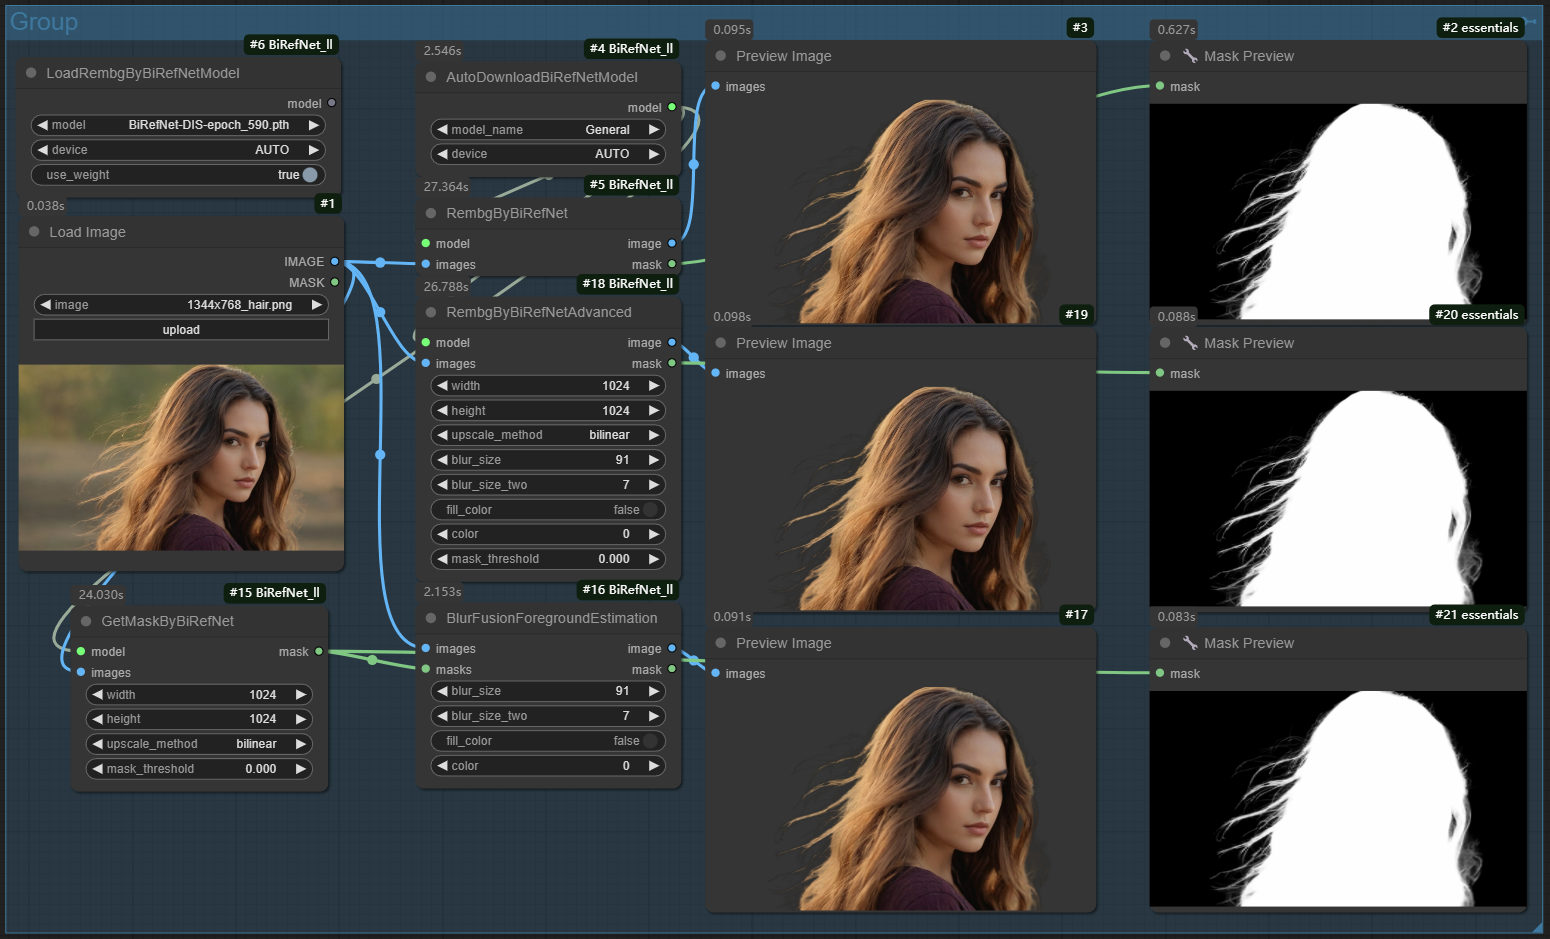 Group
#6 BiRefNet_ll
LoadRembgByBiRefNetModel
model
model BiRefNet-DIS-epoch_590.pth
device AUTO
use_weight true
0.038s
#1
Load Image
IMAGE
MASK
image 1344x768_hair.png
upload
24.030s
#15 BiRefNet_ll
GetMaskByBiRefNet
model mask
images
width 1024
height 1024
upscale_method bilinear
mask_threshold 0.000
2.546s
#4 BiRefNet_ll
AutoDownloadBiRefNetModel
model
model_name General
device AUTO
27.364s
#5 BiRefNet_ll
RembgByBiRefNet
model image
images mask
26.788s
#18 BiRefNet_ll
RembgByBiRefNetAdvanced
model image
images mask
width 1024
height 1024
upscale_method bilinear
blur_size 91
blur_size_two 7
fill_color false
color 0
mask_threshold 0.000
2.153s
#16 BiRefNet_ll
BlurFusionForegroundEstimation
images image
masks mask
blur_size 91
blur_size_two 7
fill_color false
color 0
0.095s
#3
Preview Image
images
0.098s
#19
Preview Image
images
0.091s
#17
Preview Image
images
0.627s
#2 essentials
Mask Preview
mask
0.088s
#20 essentials
Mask Preview
mask
0.083s
#21 essentials
Mask Preview
mask